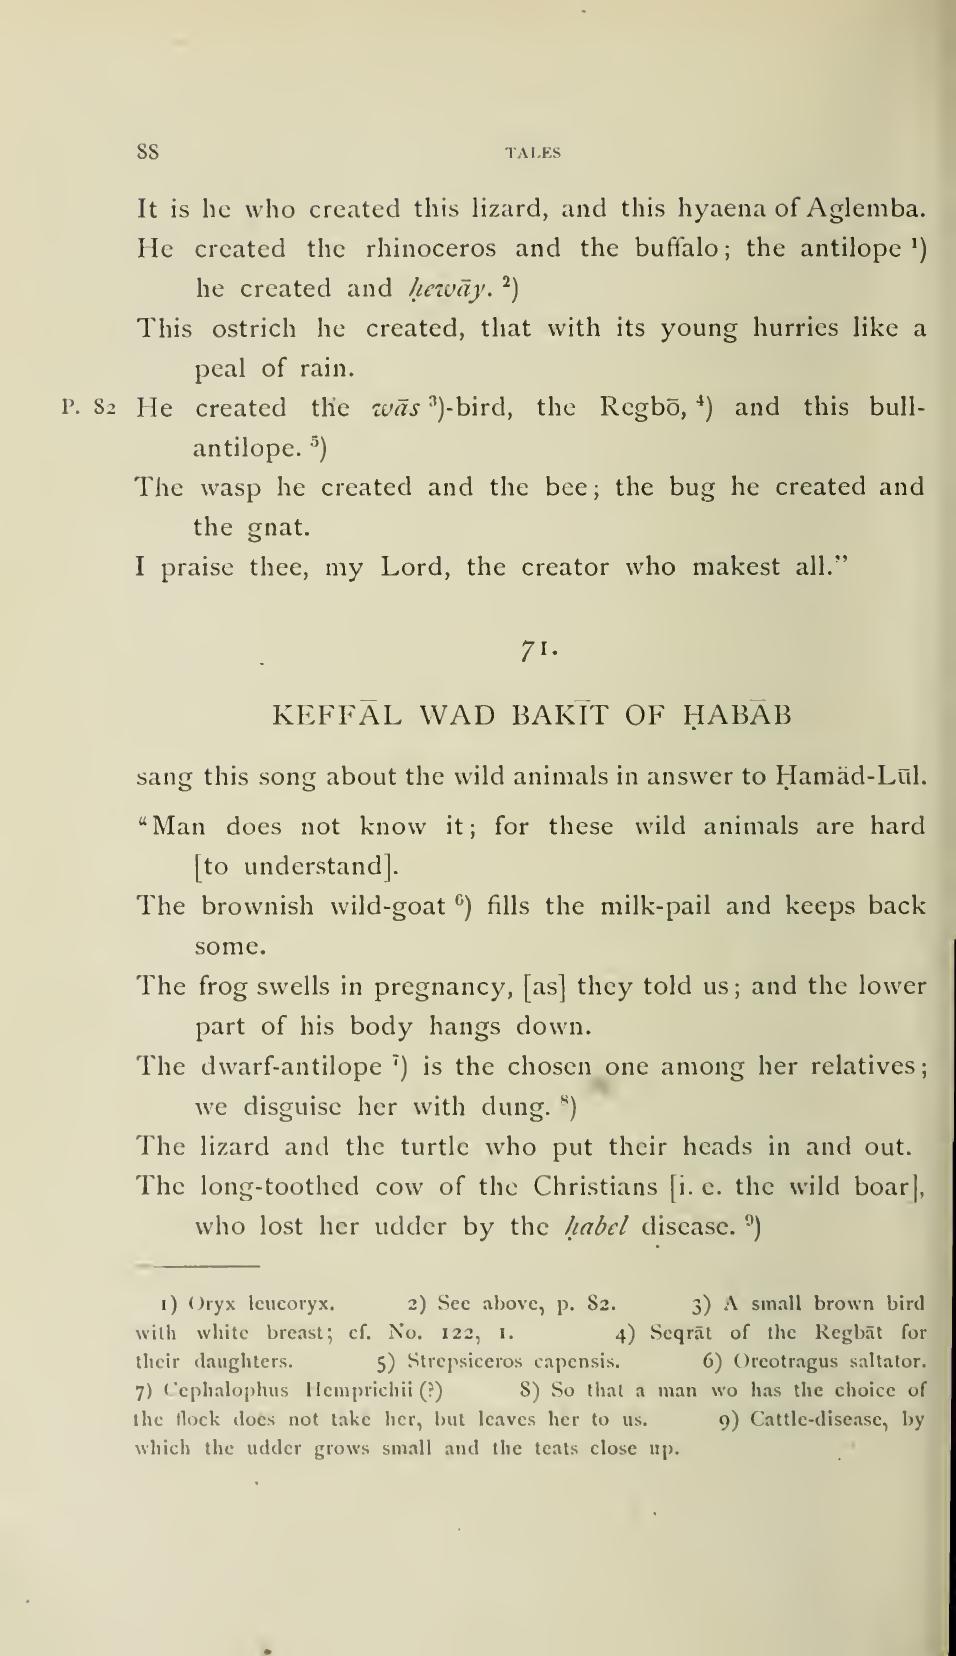 88 TALES
It is he who created this lizard, and this hyaena of Aglemba.
He created the rhinoceros and the buffalo; the antilope ¹)
he created and ḥewāy. ²)
This ostrich he created, that with its young hurries like a
peal of rain.
P. 82 He created the wās ³)-bird, the Regbō, ⁴) and this bull-
antilope. ⁵)
The wasp he created and the bee; the bug he created and
the gnat.
I praise thee, my Lord, the creator who makest all.”
71.
KEFFĀL WAD BAKĪT OF ḤABĀB
sang this song about the wild animals in answer to Ḥamäd-Lūl.
“Man does not know it; for these wild animals are hard
[to understand].
The brownish wild-goat ⁶) fills the milk-pail and keeps back
some.
The frog swells in pregnancy, [as] they told us; and the lower
part of his body hangs down.
The dwarf-antilope ⁷) is the chosen one among her relatives;
we disguise her with dung. ⁸)
The lizard and the turtle who put their heads in and out.
The long-toothed cow of the Christians [i. e. the wild boar],
who lost her udder by the ḥabel disease. ⁹)
1) Oryx leucoryx. 2) See above, p. 82. 3) A small brown bird
with white breast; cf. No. 122, 1. 4) Seqrāt of the Regbāt for
their daughters. 5) Strepsiceros capensis. 6) Oreotragus saltator.
7) Cephalophus Hemprichii (?) 8) So that a man wo has the choice of
the flock does not take her, but leaves her to us. 9) Cattle-disease, by
which the udder grows small and the teats close up.